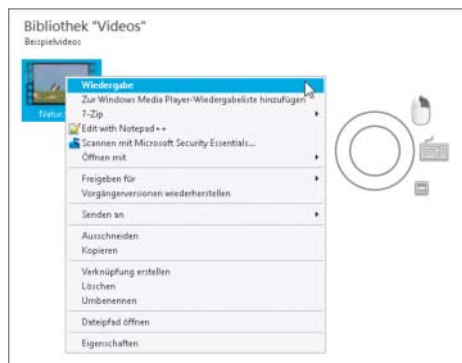 Bibliothek "Videos"
Beispielvideos
Natur.
Wiedergabe
Zur Windows Media Player-Wiedergabeliste hinzufügen
7-Zip
Edit with Notepad++
Scannen mit Microsoft Security Essentials...
Öffnen mit
Freigeben für
Vorgängerversionen wiederherstellen
Senden an
Ausschneiden
Kopieren
Verknüpfung erstellen
Löschen
Umbenennen
Dateipfad öffnen
Eigenschaften